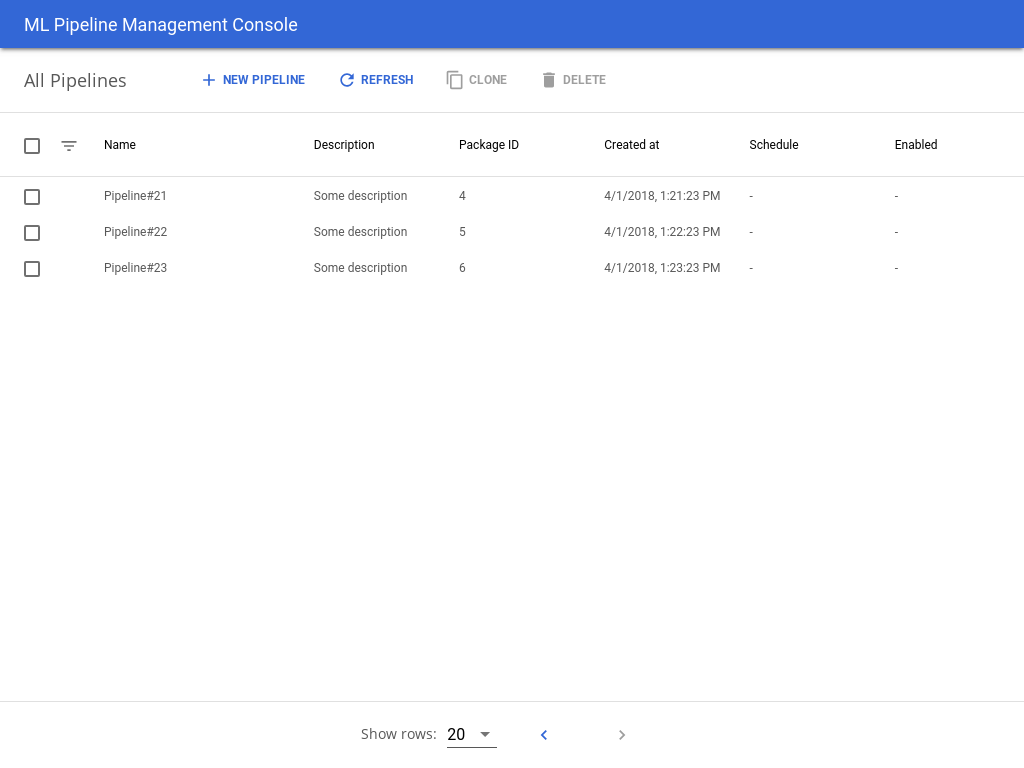 ML Pipeline Management Console
All Pipelines NEW PIPELINE REFRESH CLONE DELETE
Name Description Package ID Created at Schedule Enabled
Pipeline#21 Some description 4 4/1/2018, 1:21:23 PM - -
Pipeline#22 Some description 5 4/1/2018, 1:22:23 PM - -
Pipeline#23 Some description 6 4/1/2018, 1:23:23 PM - -
Show rows: 20